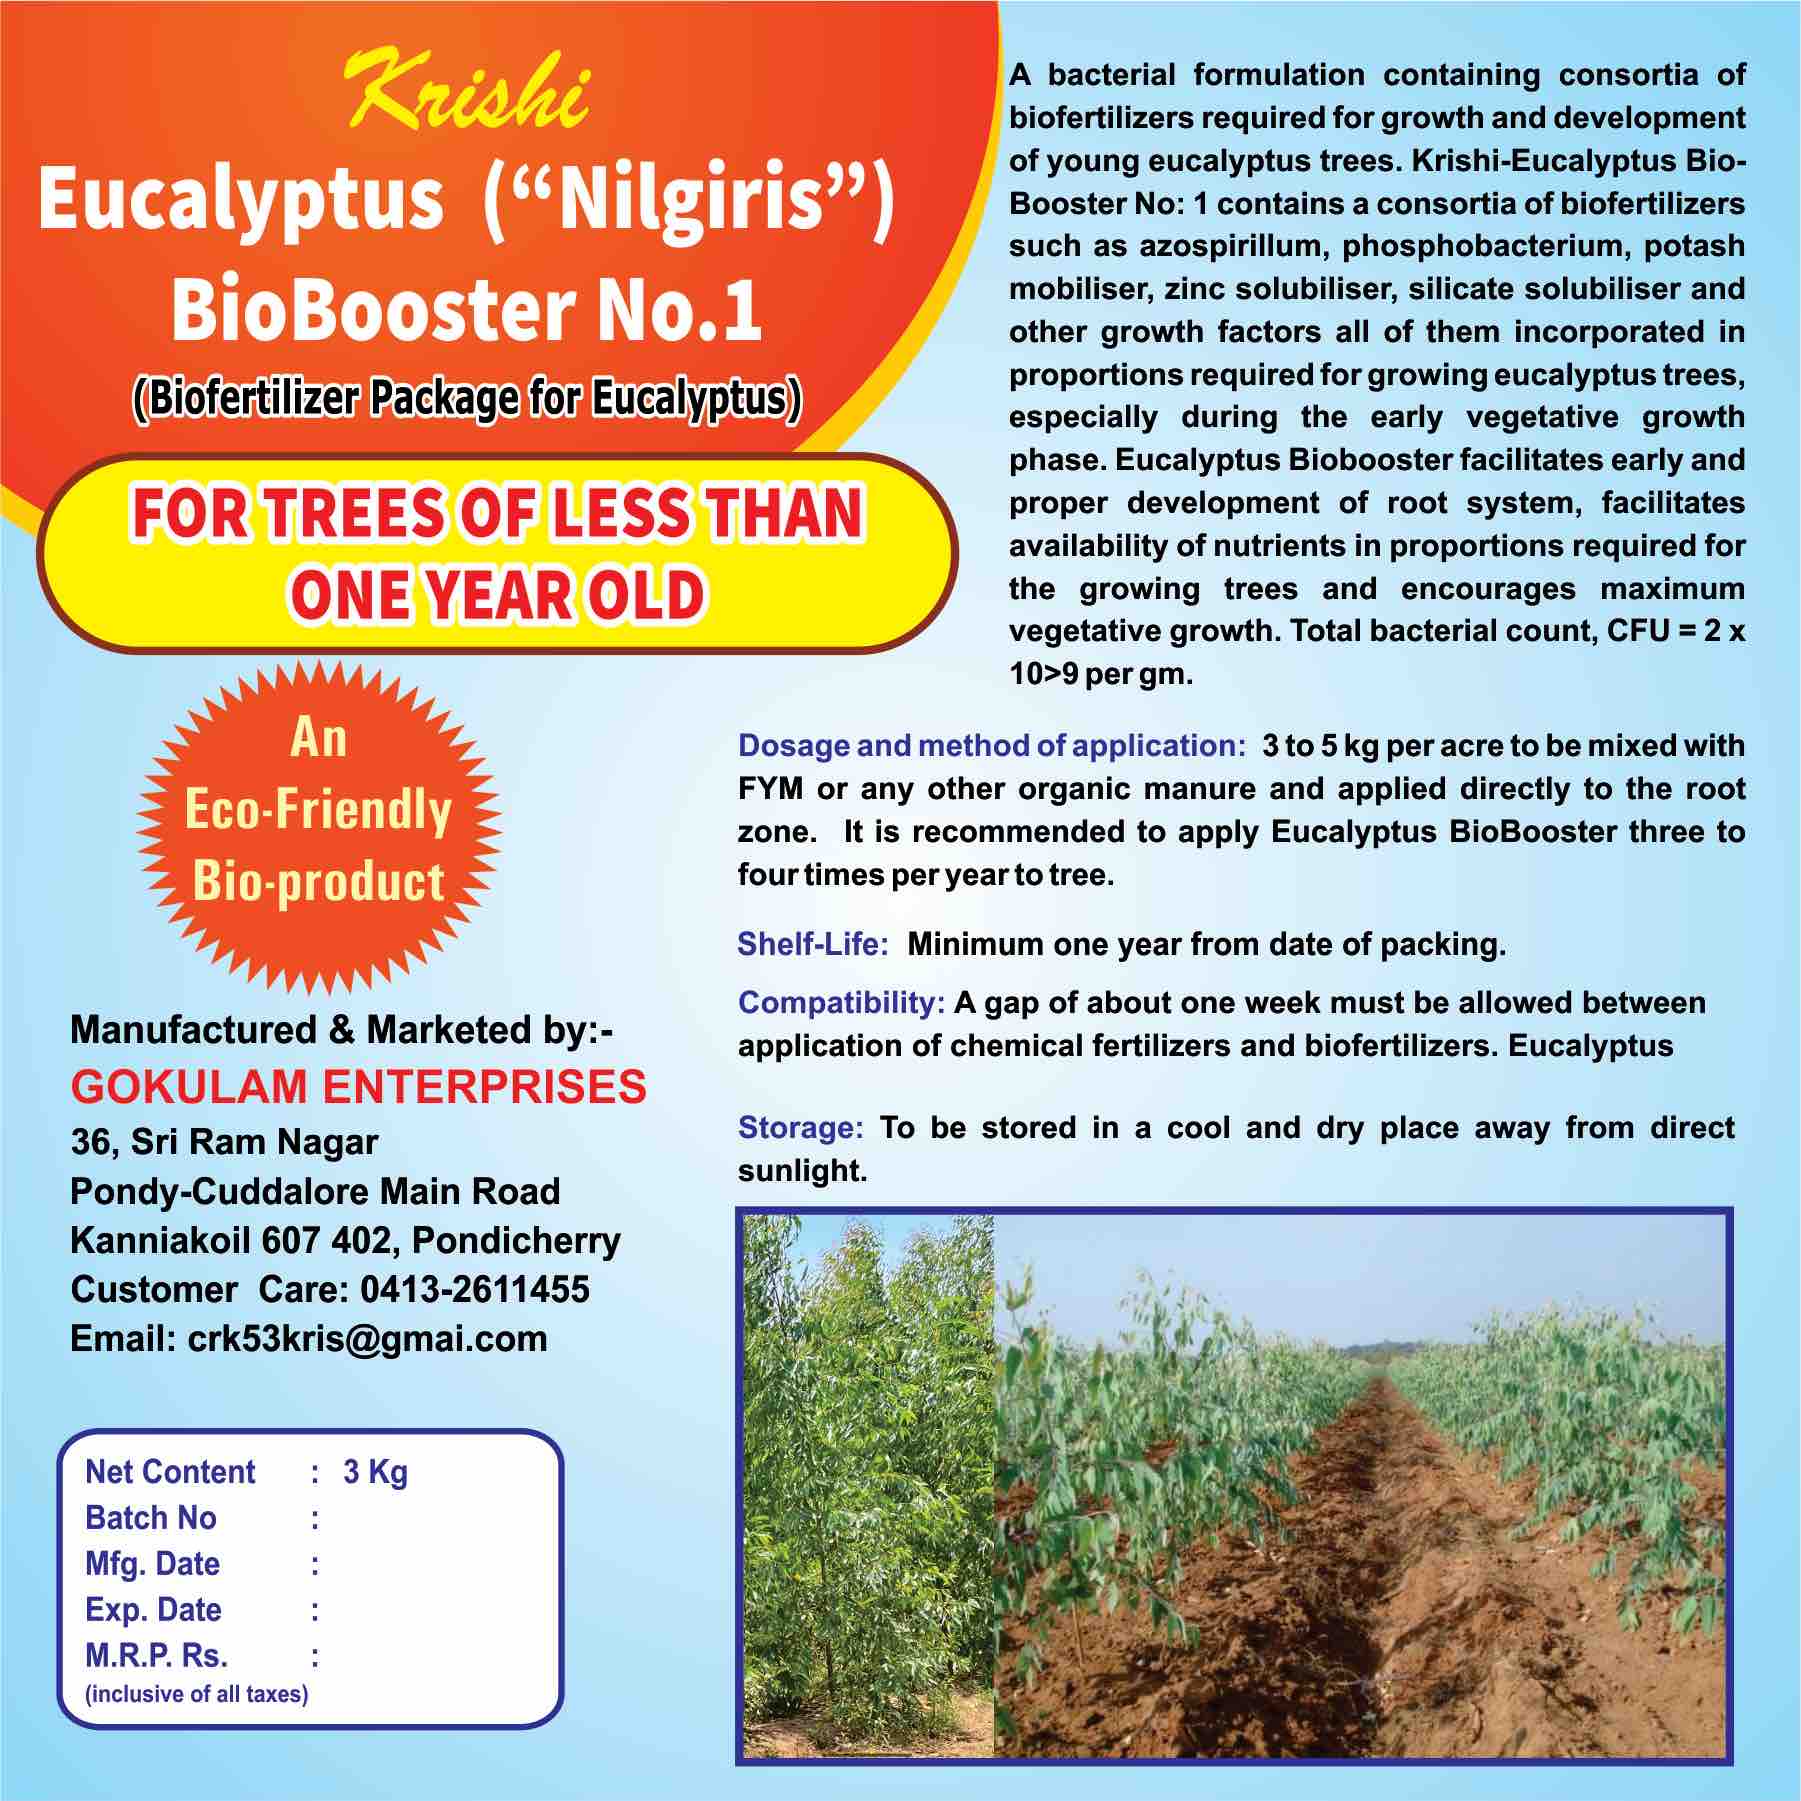 Krishi
Eucalyptus (“Nilgiris”)
BioBooster No.1
(Biofertilizer Package for Eucalyptus)
FOR TREES OF LESS THAN
ONE YEAR OLD
An
Eco-Friendly
Bio-product
Manufactured & Marketed by:-
GOKULAM ENTERPRISES
36, Sri Ram Nagar
Pondy-Cuddalore Main Road
Kanniakoil 607 402, Pondicherry
Customer Care: 0413-2611455
Email: crk53kris@gmai.com
Net Content : 3 Kg
Batch No :
Mfg. Date :
Exp. Date :
M.R.P. Rs. :
(inclusive of all taxes)
A bacterial formulation containing consortia of
biofertilizers required for growth and development
of young eucalyptus trees. Krishi-Eucalyptus Bio-
Booster No: 1 contains a consortia of biofertilizers
such as azospirillum, phosphobacterium, potash
mobiliser, zinc solubiliser, silicate solubiliser and
other growth factors all of them incorporated in
proportions required for growing eucalyptus trees,
especially during the early vegetative growth
phase. Eucalyptus Biobooster facilitates early and
proper development of root system, facilitates
availability of nutrients in proportions required for
the growing trees and encourages maximum
vegetative growth. Total bacterial count, CFU = 2 x
10>9 per gm.
Dosage and method of application: 3 to 5 kg per acre to be mixed with
FYM or any other organic manure and applied directly to the root
zone. It is recommended to apply Eucalyptus BioBooster three to
four times per year to tree.
Shelf-Life: Minimum one year from date of packing.
Compatibility: A gap of about one week must be allowed between
application of chemical fertilizers and biofertilizers. Eucalyptus
Storage: To be stored in a cool and dry place away from direct
sunlight.